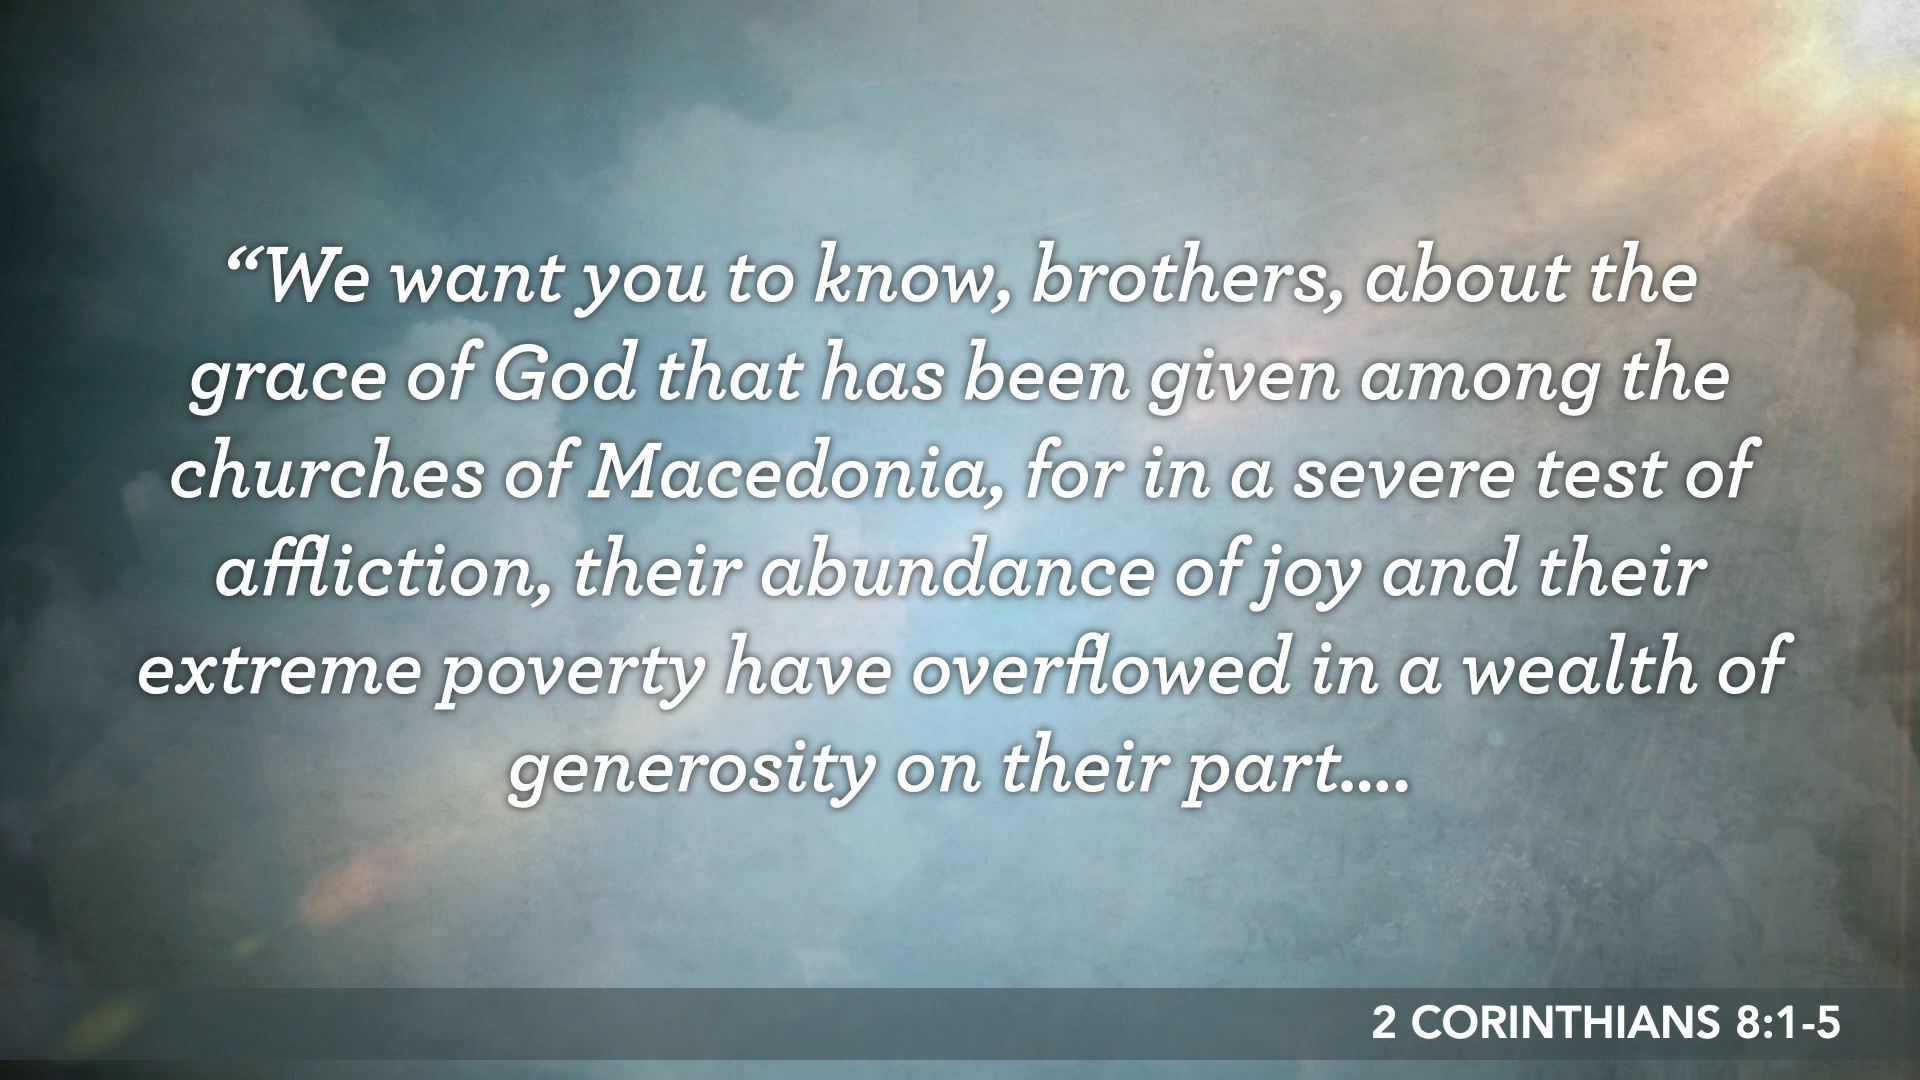 “We want you to know, brothers, about the
grace of God that has been given among the
churches of Macedonia, for in a severe test of
affliction, their abundance of joy and their
extreme poverty have overflowed in a wealth of
generosity on their part….
2 CORINTHIANS 8:1-5